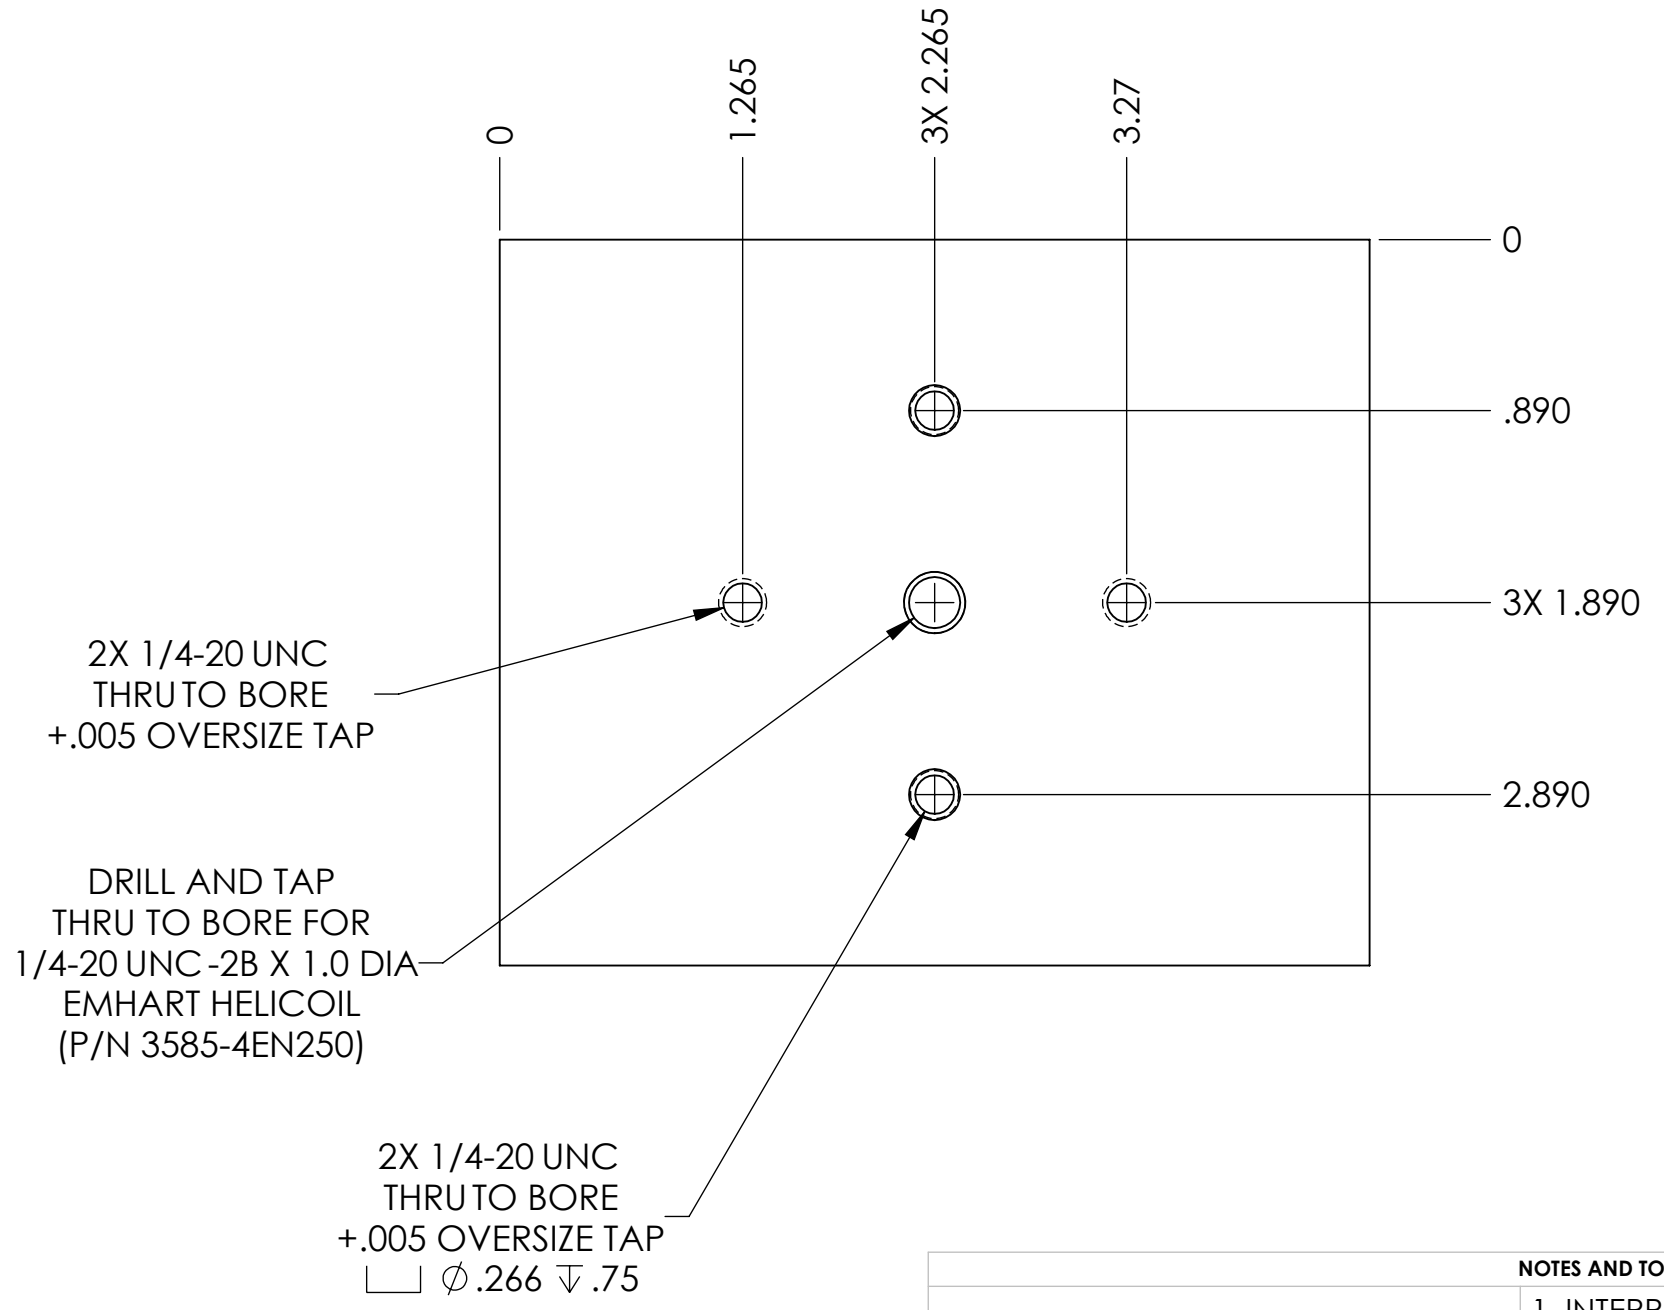 0
1.265
3X 2.265
3.27
0
.890
3X 1.890
2.890
2X 1/4-20 UNC
THRU TO BORE
+.005 OVERSIZE TAP
DRILL AND TAP
THRU TO BORE FOR
1/4-20 UNC-2B X 1.0 DIA
EMHART HELICOIL
(P/N 3585-4EN250)
2X 1/4-20 UNC
THRU TO BORE
+.005 OVERSIZE TAP
⌴ ⌀ .266 ↧ .75
NOTES AND TO